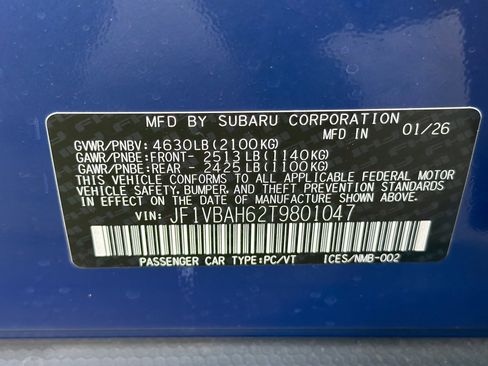 MFD BY SUBARU CORPORATION 01/26
GVWR/PNBV: 4630LB(2100KG)
GAWR/PNBE:FRONT- 2513LB(1140KG)
GAWR/PNBE:REAR - 2425LB(1100KG)
THIS VEHICLE CONFORMS TO ALL APPLICABLE FEDERAL MOTOR
VEHICLE SAFETY, BUMPER, AND THEFT PREVENTION STANDARDS
IN EFFECT ON THE DATE OF MANUFACTURE SHOWN ABOVE.
VIN: JF1VBAH62T9801047
PASSENGER CAR TYPE:PC/VT ICES/NMB-002